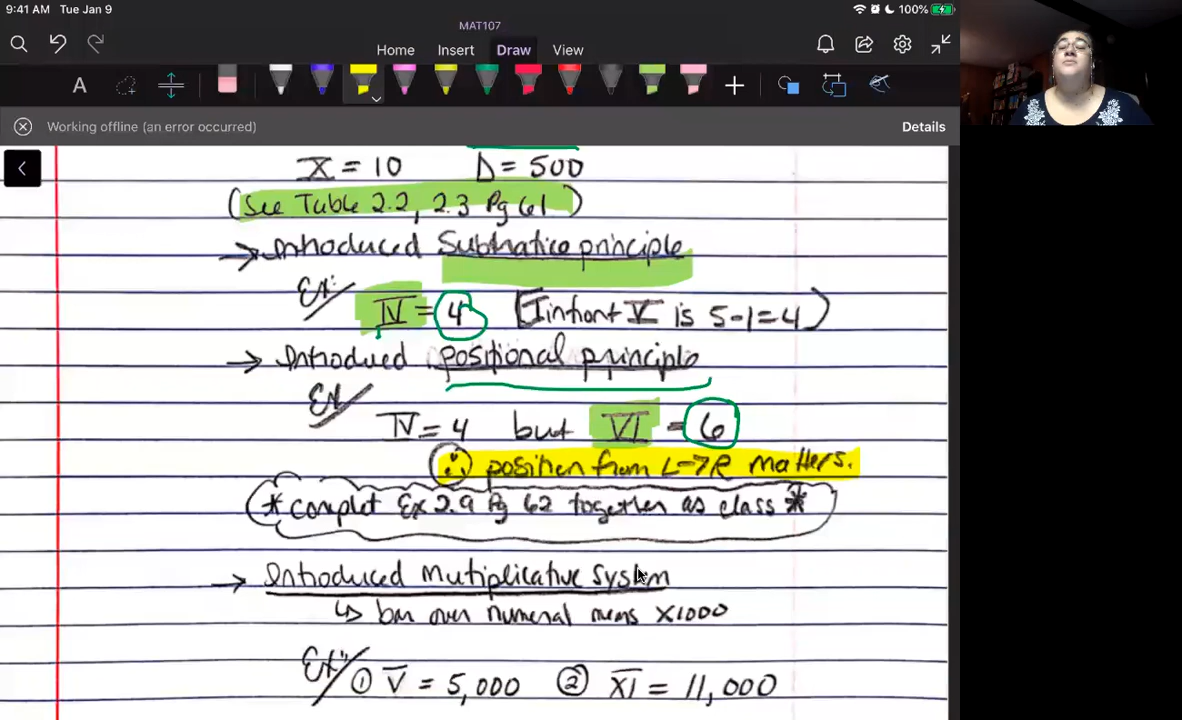 9:41 AM Tue Jan 9
100%
MAT107
Home Insert Draw View
A
Working offline (an error occurred)
Details
X = 10 D = 500
(See Table 2.2, 2.3 Pg 61)
→ Introduced Subtractive principle
Ex:
IV = 4 (I infront V is 5-1=4)
→ Introduced positional principle
Ex
IV = 4 but VI = 6
∴ position from L→R matters.
* complet Ex 2.9 Pg 62 together as class *
→ Introduced Mutiplicative System
↳ bar over numeral means X1000
Ex: ① V̅ = 5,000 ② X̅I̅ = 11,000